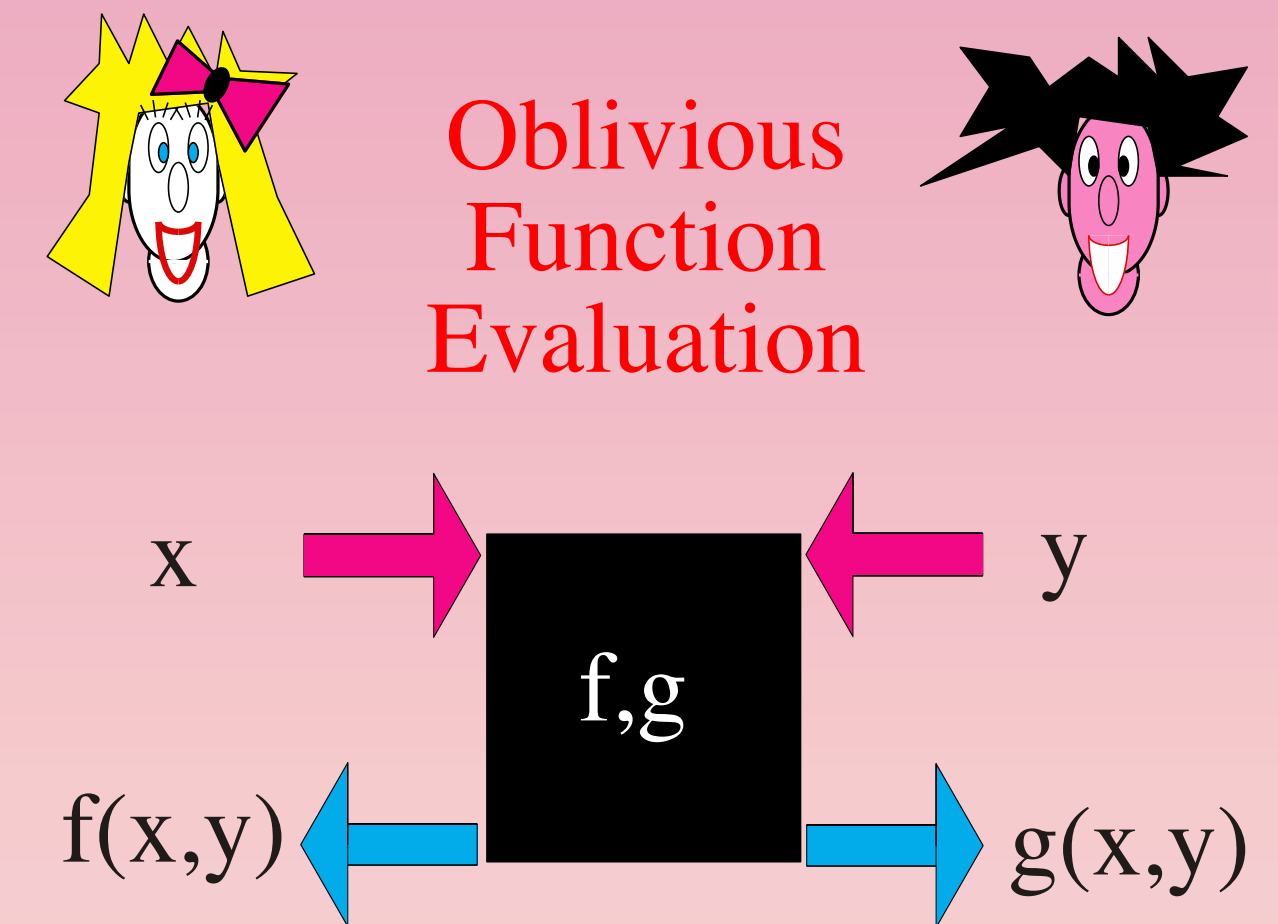 Oblivious
Function
Evaluation
x
y
f,g
f(x,y)
g(x,y)